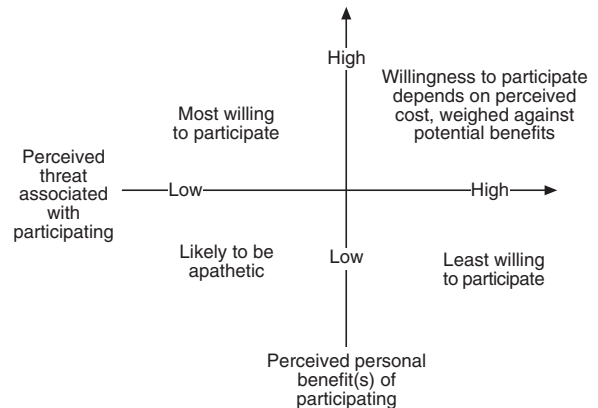 High
Willingness to participate
depends on perceived
cost, weighed against
potential benefits
Most willing
to participate
Perceived
threat
associated
with
participating
Low
High
Likely to be
apathetic
Low
Least willing
to participate
Perceived personal
benefit(s) of
participating